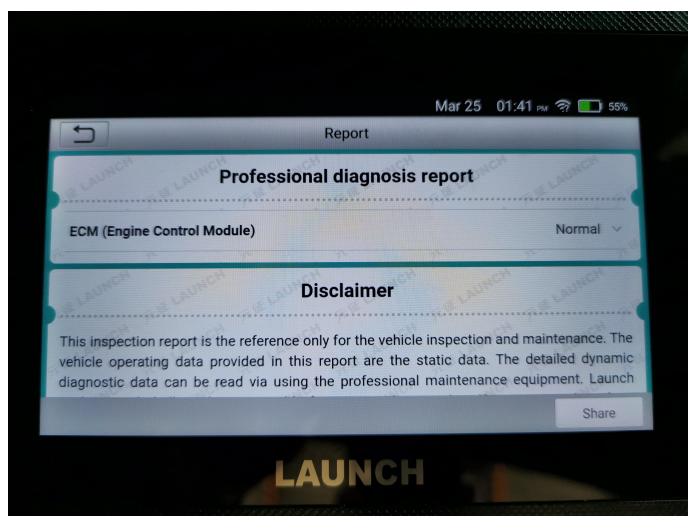 Mar 25 01:41 PM 55%
Report
Professional diagnosis report
ECM (Engine Control Module) Normal
Disclaimer
This inspection report is the reference only for the vehicle inspection and maintenance. The
vehicle operating data provided in this report are the static data. The detailed dynamic
diagnostic data can be read via using the professional maintenance equipment. Launch
Share
LAUNCH